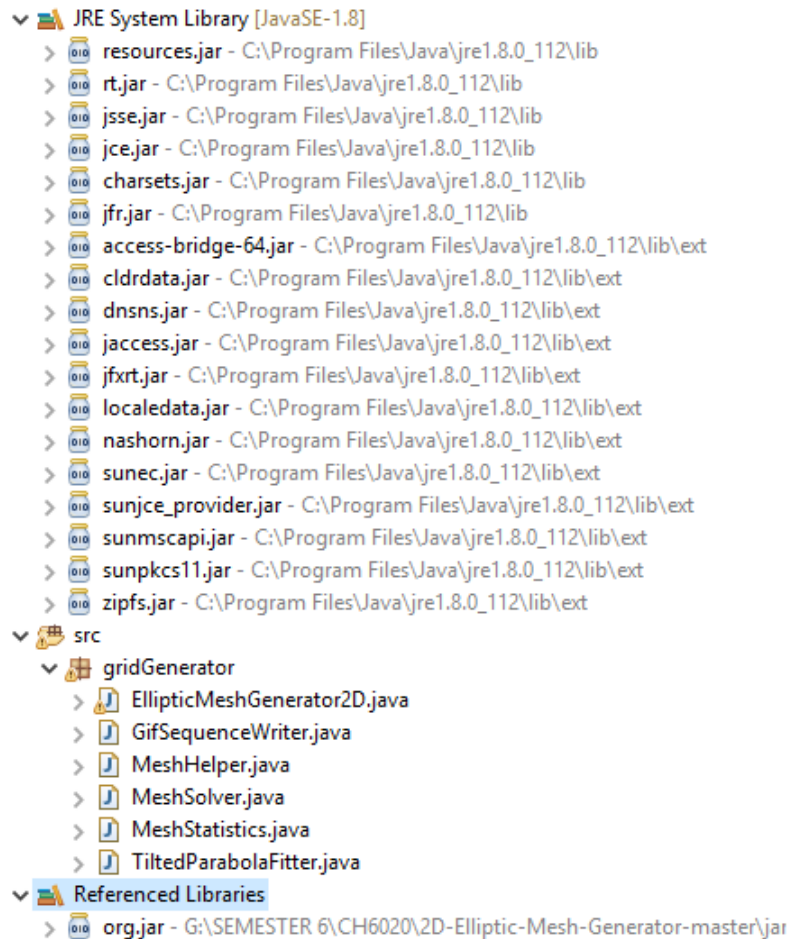 JRE System Library [JavaSE-1.8]
resources.jar - C:\Program Files\Java\jre1.8.0_112\lib
rt.jar - C:\Program Files\Java\jre1.8.0_112\lib
jsse.jar - C:\Program Files\Java\jre1.8.0_112\lib
jce.jar - C:\Program Files\Java\jre1.8.0_112\lib
charsets.jar - C:\Program Files\Java\jre1.8.0_112\lib
jfr.jar - C:\Program Files\Java\jre1.8.0_112\lib
access-bridge-64.jar - C:\Program Files\Java\jre1.8.0_112\lib\ext
cldrdata.jar - C:\Program Files\Java\jre1.8.0_112\lib\ext
dnsns.jar - C:\Program Files\Java\jre1.8.0_112\lib\ext
jaccess.jar - C:\Program Files\Java\jre1.8.0_112\lib\ext
jfxrt.jar - C:\Program Files\Java\jre1.8.0_112\lib\ext
localedata.jar - C:\Program Files\Java\jre1.8.0_112\lib\ext
nashorn.jar - C:\Program Files\Java\jre1.8.0_112\lib\ext
sunec.jar - C:\Program Files\Java\jre1.8.0_112\lib\ext
sunjce_provider.jar - C:\Program Files\Java\jre1.8.0_112\lib\ext
sunmscapi.jar - C:\Program Files\Java\jre1.8.0_112\lib\ext
sunpkcs11.jar - C:\Program Files\Java\jre1.8.0_112\lib\ext
zipfs.jar - C:\Program Files\Java\jre1.8.0_112\lib\ext
src
gridGenerator
EllipticMeshGenerator2D.java
GifSequenceWriter.java
MeshHelper.java
MeshSolver.java
MeshStatistics.java
TiltedParabolaFitter.java
Referenced Libraries
org.jar - G:\SEMESTER 6\CH6020\2D-Elliptic-Mesh-Generator-master\jar